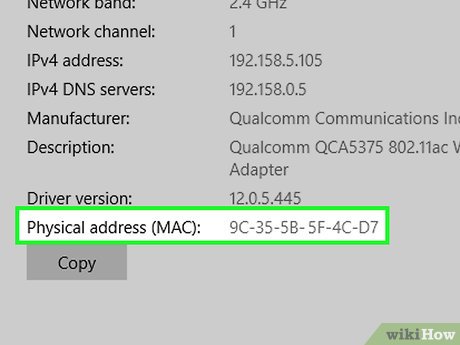 Network band: 2.4 GHz
Network channel: 1
IPv4 address: 192.158.5.105
IPv4 DNS servers: 192.158.0.5
Manufacturer: Qualcomm Communications Inc
Description: Qualcomm QCA5375 802.11ac W
Adapter
Driver version: 12.0.5.445
Physical address (MAC): 9C-35-5B-5F-4C-D7
Copy
wikiHow